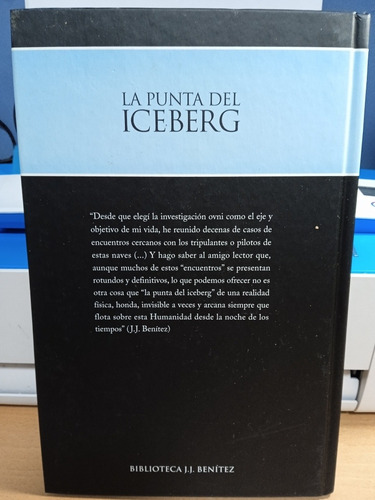 LA PUNTA DEL
ICEBERG
“Desde que elegí la investigación ovni como el eje y
objetivo de mi vida, he reunido decenas de casos de
encuentros cercanos con los tripulantes o pilotos de
estas naves (...) Y hago saber al amigo lector que,
aunque muchos de estos “encuentros” se presentan
rotundos y definitivos, lo que podemos ofrecer no es
otra cosa que “la punta del iceberg” de una realidad
física, honda, invisible a veces y arcana siempre que
flota sobre esta Humanidad desde la noche de los
tiempos” (J.J. Benítez)
BIBLIOTECA J.J. BENÍTEZ